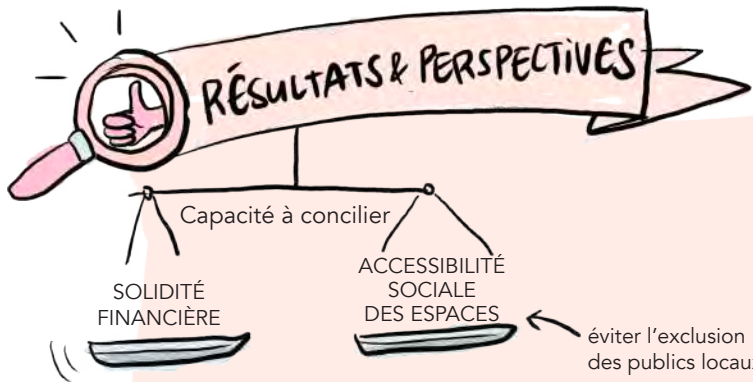 RÉSULTATS & PERSPECTIVES
Capacité à concilier
SOLIDITÉ
FINANCIÈRE
ACCESSIBILITÉ
SOCIALE
DES ESPACES
éviter l'exclusion
des publics locaux